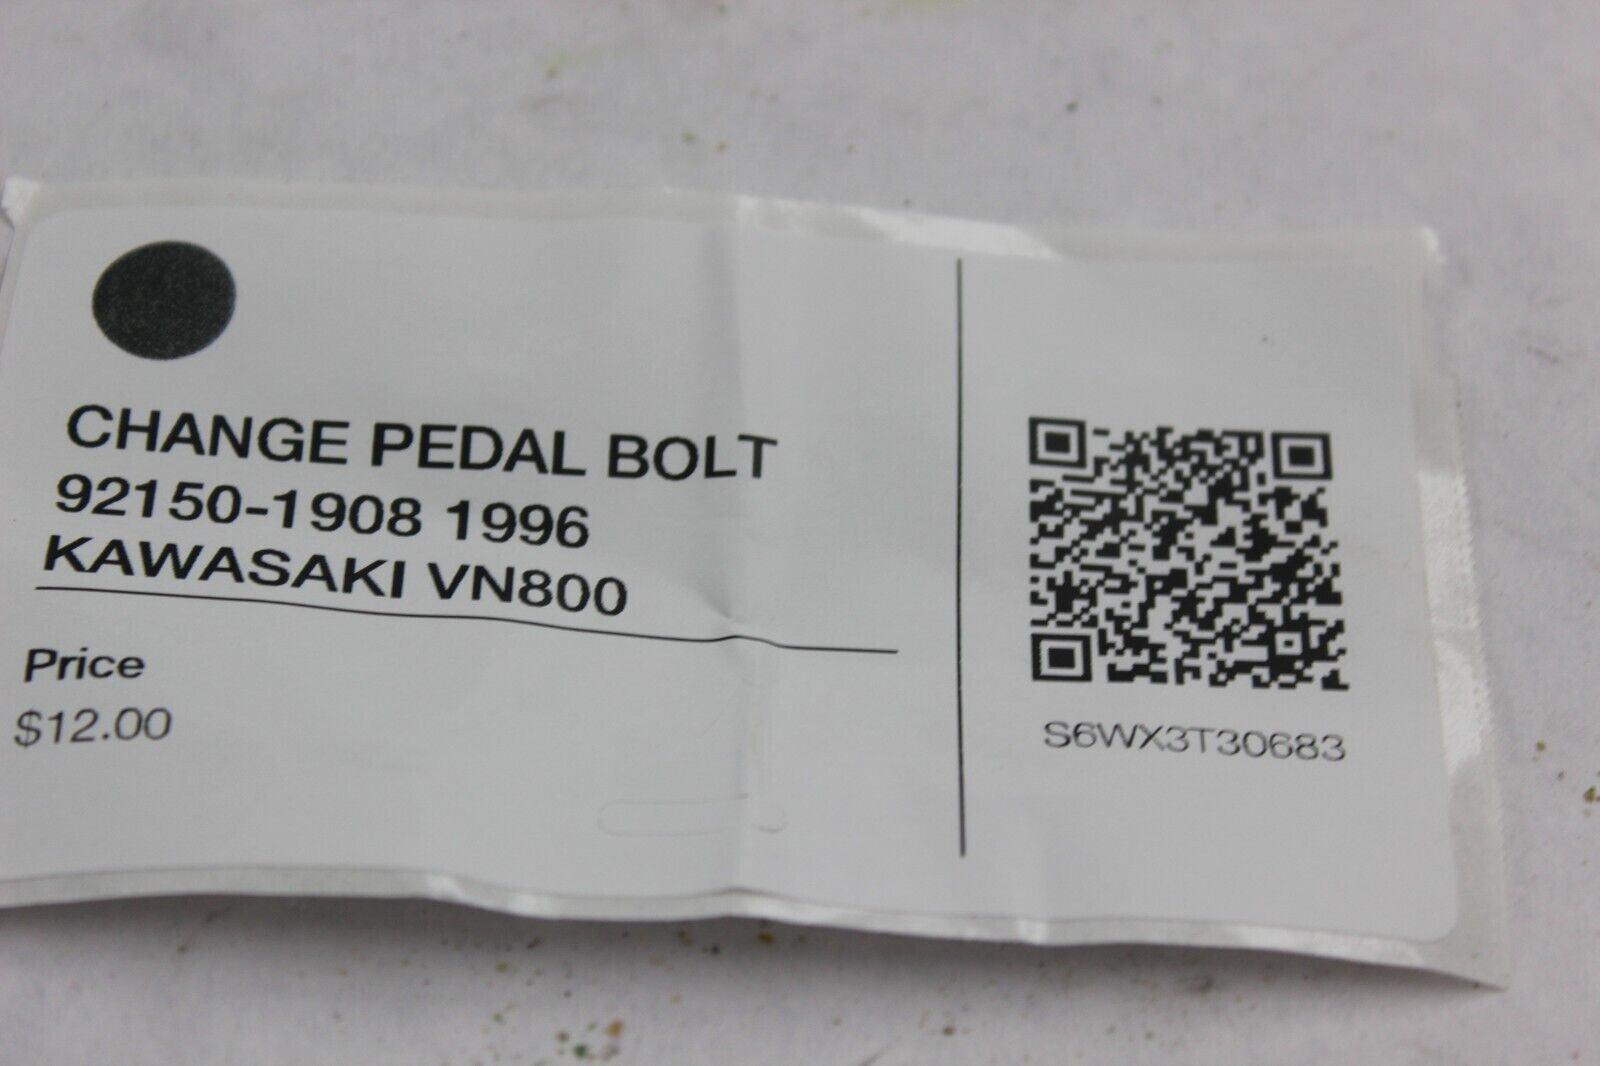 CHANGE PEDAL BOLT
92150-1908 1996
KAWASAKI VN800
Price
$12.00
S6WX3T30683